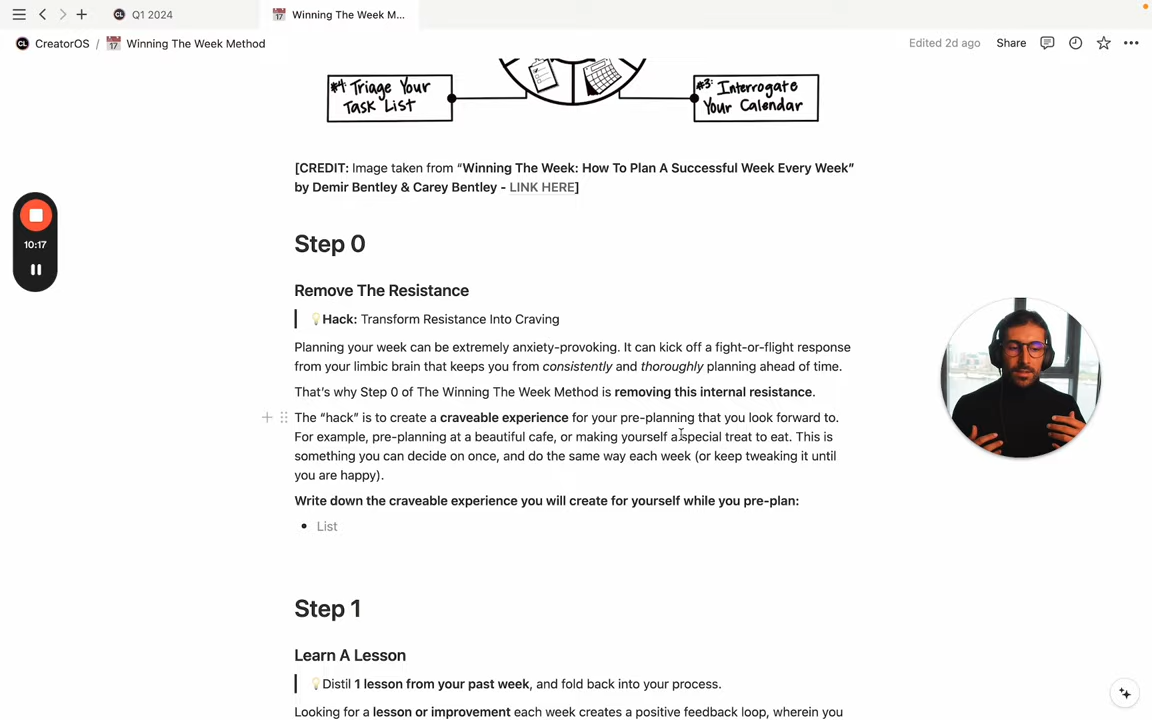 Q1 2024
Winning The Week M...
CreatorOS / Winning The Week Method
Edited 2d ago Share
#4: Triage Your
Task List
#3: Interrogate
Your Calendar
[CREDIT: Image taken from “Winning The Week: How To Plan A Successful Week Every Week”
by Demir Bentley & Carey Bentley - LINK HERE]
10:17
Step 0
Remove The Resistance
Hack: Transform Resistance Into Craving
Planning your week can be extremely anxiety-provoking. It can kick off a fight-or-flight response
from your limbic brain that keeps you from consistently and thoroughly planning ahead of time.
That’s why Step 0 of The Winning The Week Method is removing this internal resistance.
The “hack” is to create a craveable experience for your pre-planning that you look forward to.
For example, pre-planning at a beautiful cafe, or making yourself a special treat to eat. This is
something you can decide on once, and do the same way each week (or keep tweaking it until
you are happy).
Write down the craveable experience you will create for yourself while you pre-plan:
List
Step 1
Learn A Lesson
Distil 1 lesson from your past week, and fold back into your process.
Looking for a lesson or improvement each week creates a positive feedback loop, wherein you